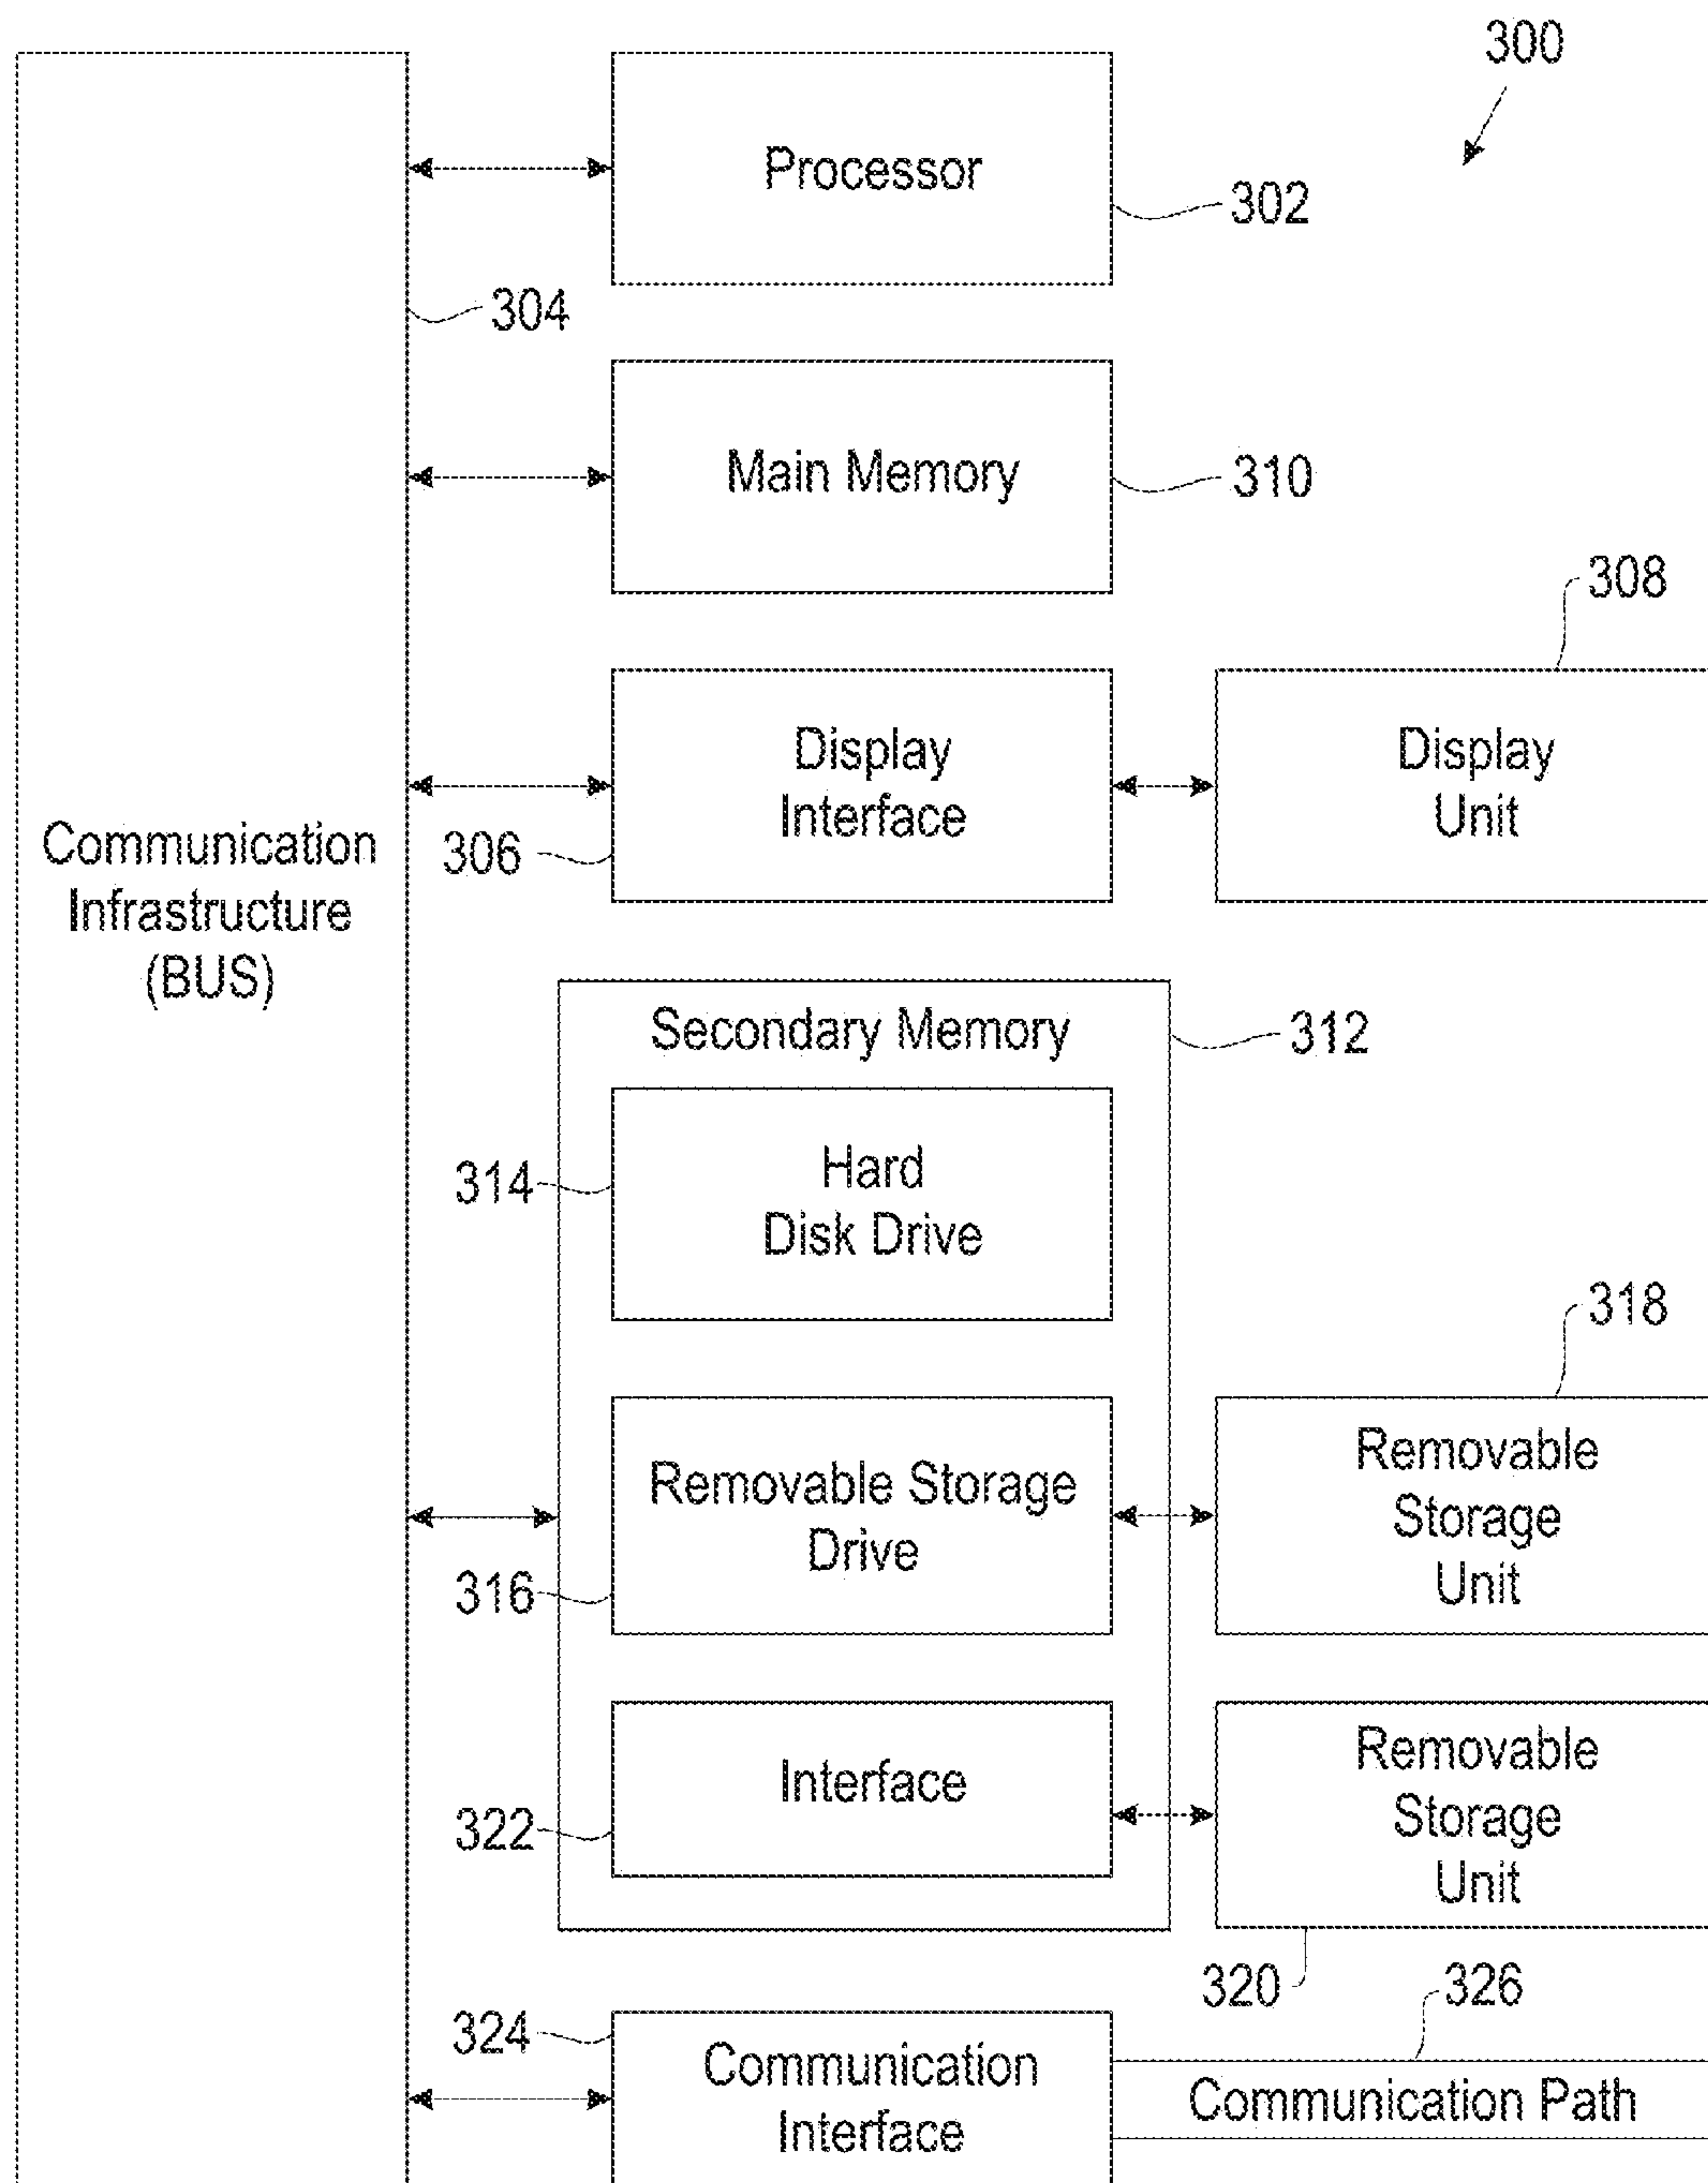 300
Processor
302
304
Main Memory
310
308
Display
Interface
Display
Unit
306
Communication
Infrastructure
(BUS)
Secondary Memory
312
Hard
Disk Drive
314
318
Removable Storage
Drive
316
Removable
Storage
Unit
Interface
322
Removable
Storage
Unit
320
326
324
Communication
Interface
Communication Path